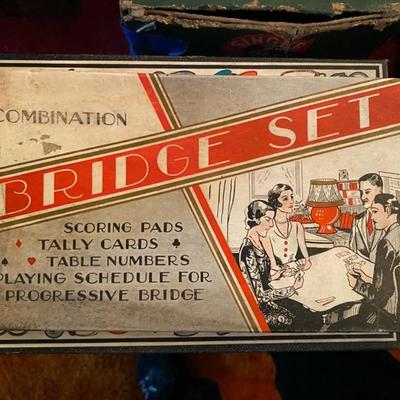 COMBINATION
BRIDGE SET
SCORING PADS
TALLY CARDS
TABLE NUMBERS
PLAYING SCHEDULE FOR
PROGRESSIVE BRIDGE